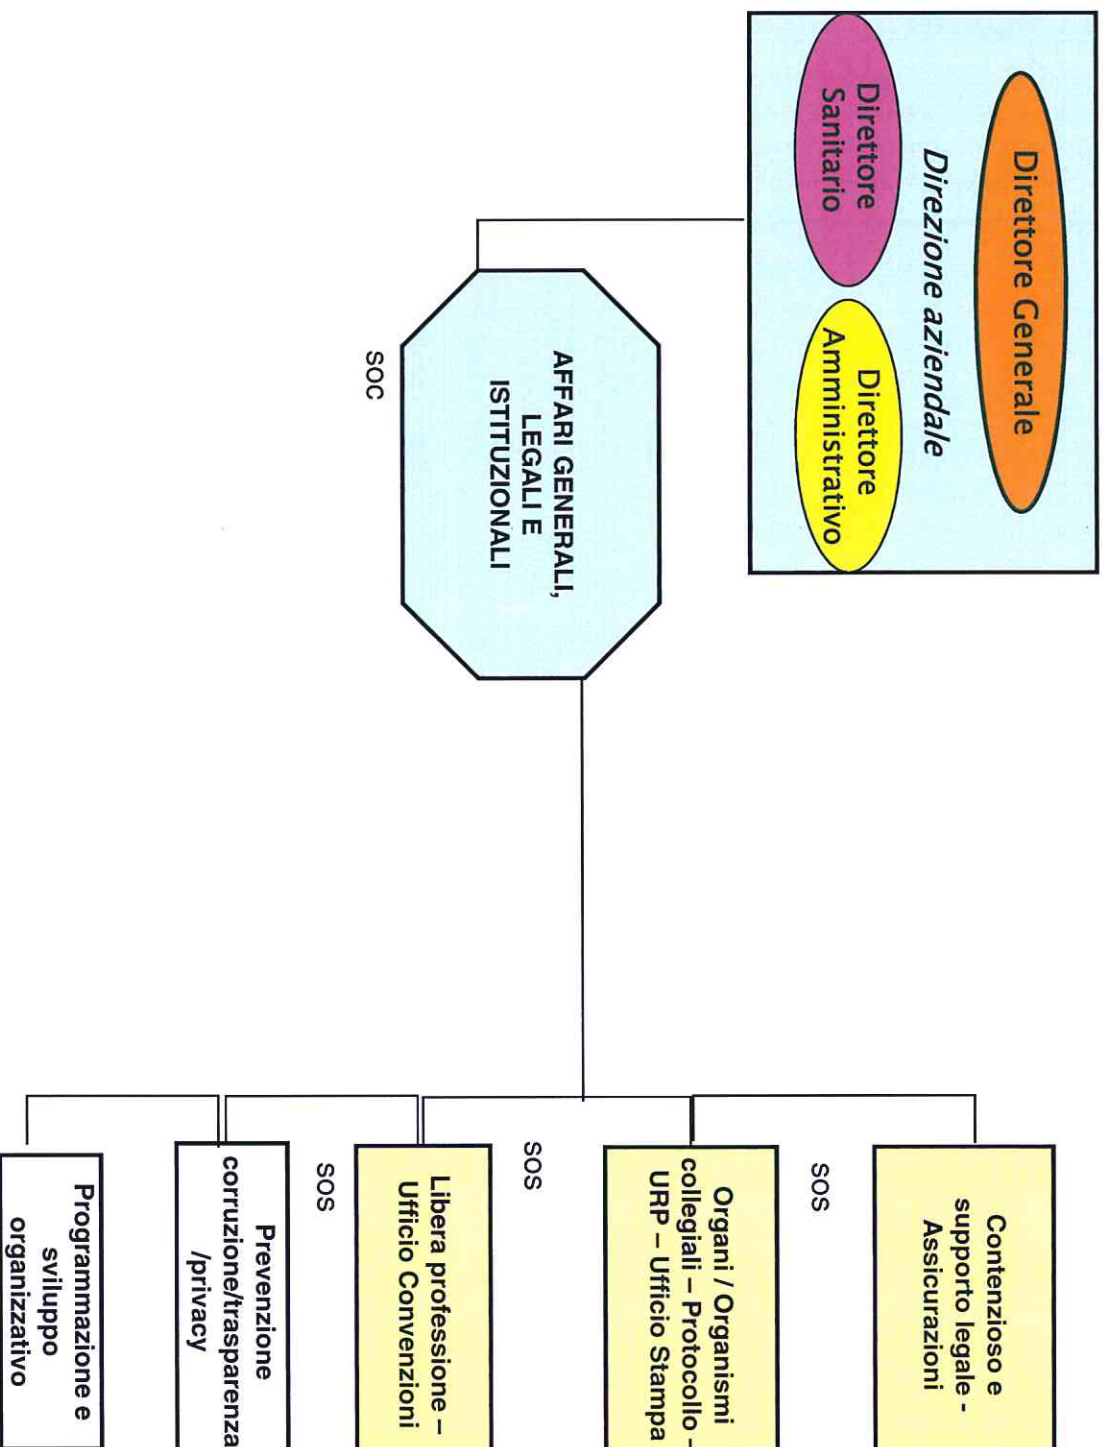 Direttore Generale
Direzione aziendale
Direttore
Sanitario
Direttore
Amministrativo
AFFARI GENERALI,
LEGALI E
ISTITUZIONALI
SOC
Contenzioso e
supporto legale -
Assicurazioni
SOS
Organi / Organismi
collegiali – Protocollo –
URP – Ufficio Stampa
SOS
Libera professione –
Ufficio Convenzioni
SOS
Prevenzione
corruzione/trasparenza
/privacy
Programmazione e
sviluppo
organizzativo